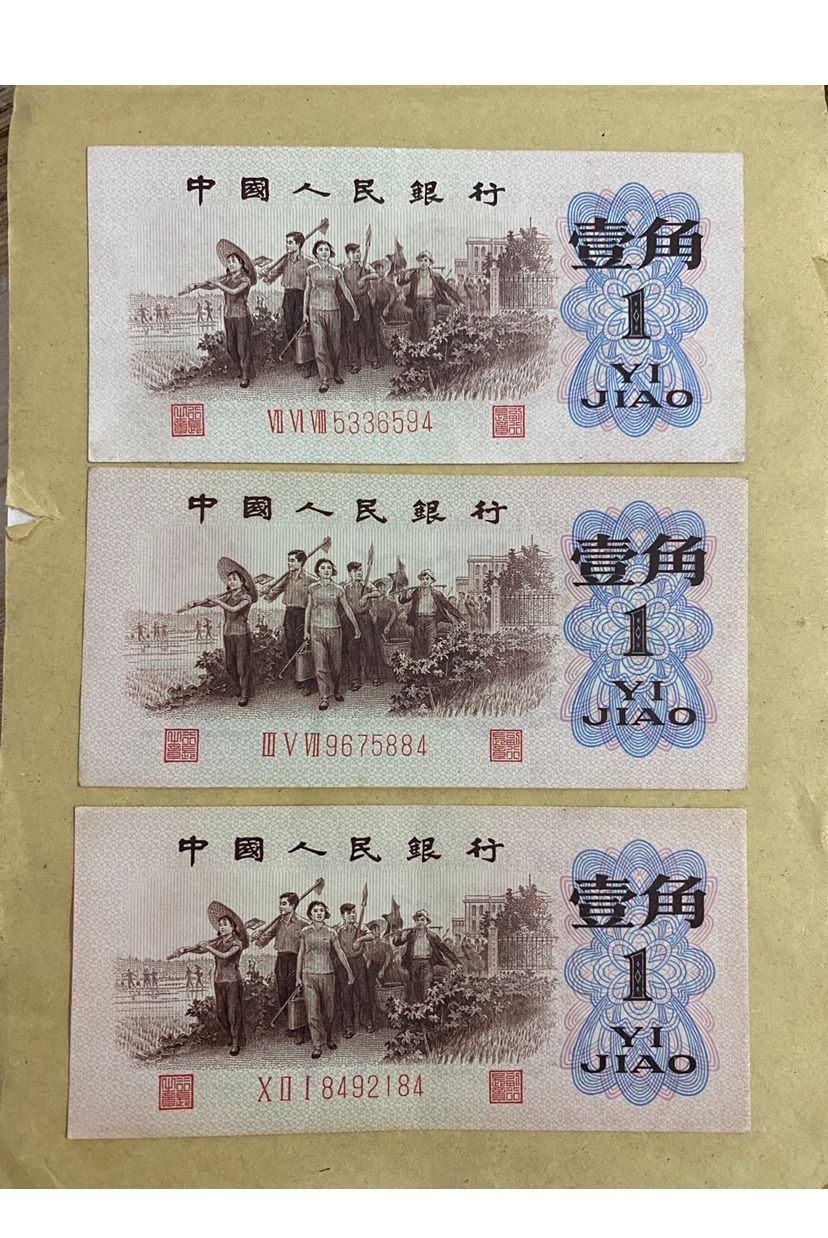 中國人民銀行
壹角
1
YI
JIAO
ⅦⅥⅧ5336594
中國人民銀行
壹角
1
YI
JIAO
ⅢⅤⅦ9675884
中國人民銀行
壹角
1
YI
JIAO
ⅩⅡⅠ8492184